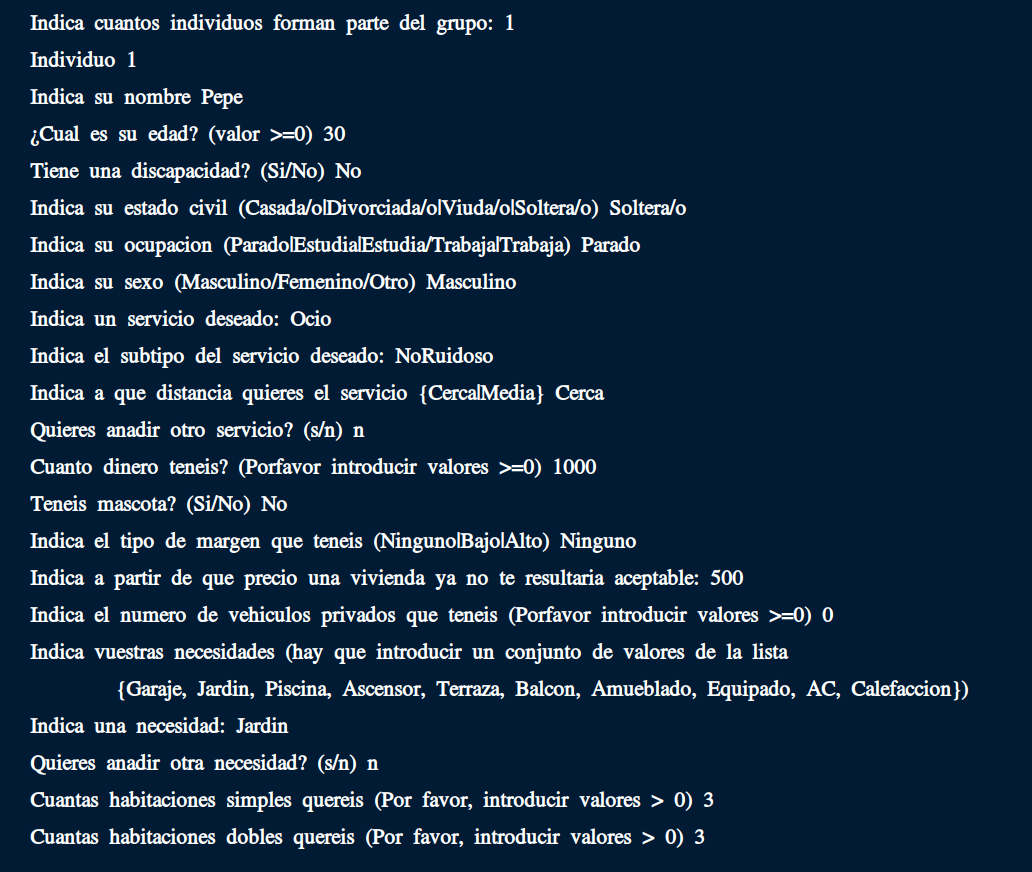 Indica cuantos individuos forman parte del grupo: 1
Individuo 1
Indica su nombre Pepe
¿Cual es su edad? (valor >=0) 30
Tiene una discapacidad? (Si/No) No
Indica su estado civil (Casada/o|Divorciada/o|Viuda/o|Soltera/o) Soltera/o
Indica su ocupacion (Parado|Estudia|Estudia/Trabaja|Trabaja) Parado
Indica su sexo (Masculino/Femenino/Otro) Masculino
Indica un servicio deseado: Ocio
Indica el subtipo del servicio deseado: NoRuidoso
Indica a que distancia quieres el servicio {Cerca|Media} Cerca
Quieres anadir otro servicio? (s/n) n
Cuanto dinero teneis? (Porfavor introducir valores >=0) 1000
Teneis mascota? (Si/No) No
Indica el tipo de margen que teneis (Ninguno|Bajo|Alto) Ninguno
Indica a partir de que precio una vivienda ya no te resultaria aceptable: 500
Indica el numero de vehiculos privados que teneis (Porfavor introducir valores >=0) 0
Indica vuestras necesidades (hay que introducir un conjunto de valores de la lista
{Garaje, Jardin, Piscina, Ascensor, Terraza, Balcon, Amueblado, Equipado, AC, Calefaccion})
Indica una necesidad: Jardin
Quieres anadir otra necesidad? (s/n) n
Cuantas habitaciones simples quereis (Por favor, introducir valores > 0) 3
Cuantas habitaciones dobles quereis (Por favor, introducir valores > 0) 3